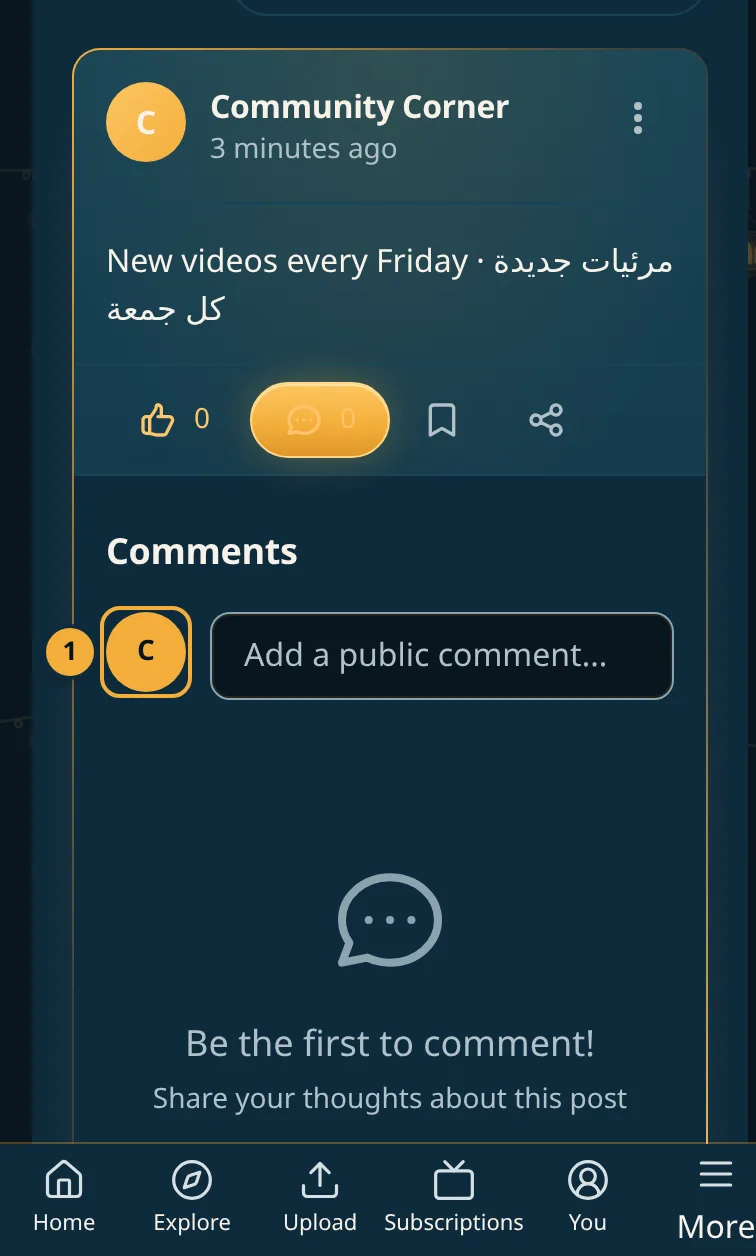 C
Community Corner
3 minutes ago
New videos every Friday · مرئيات جديدة
كل جمعة
0
0
Comments
1
C
Add a public comment...
Be the first to comment!
Share your thoughts about this post
Home
Explore
Upload
Subscriptions
You
More